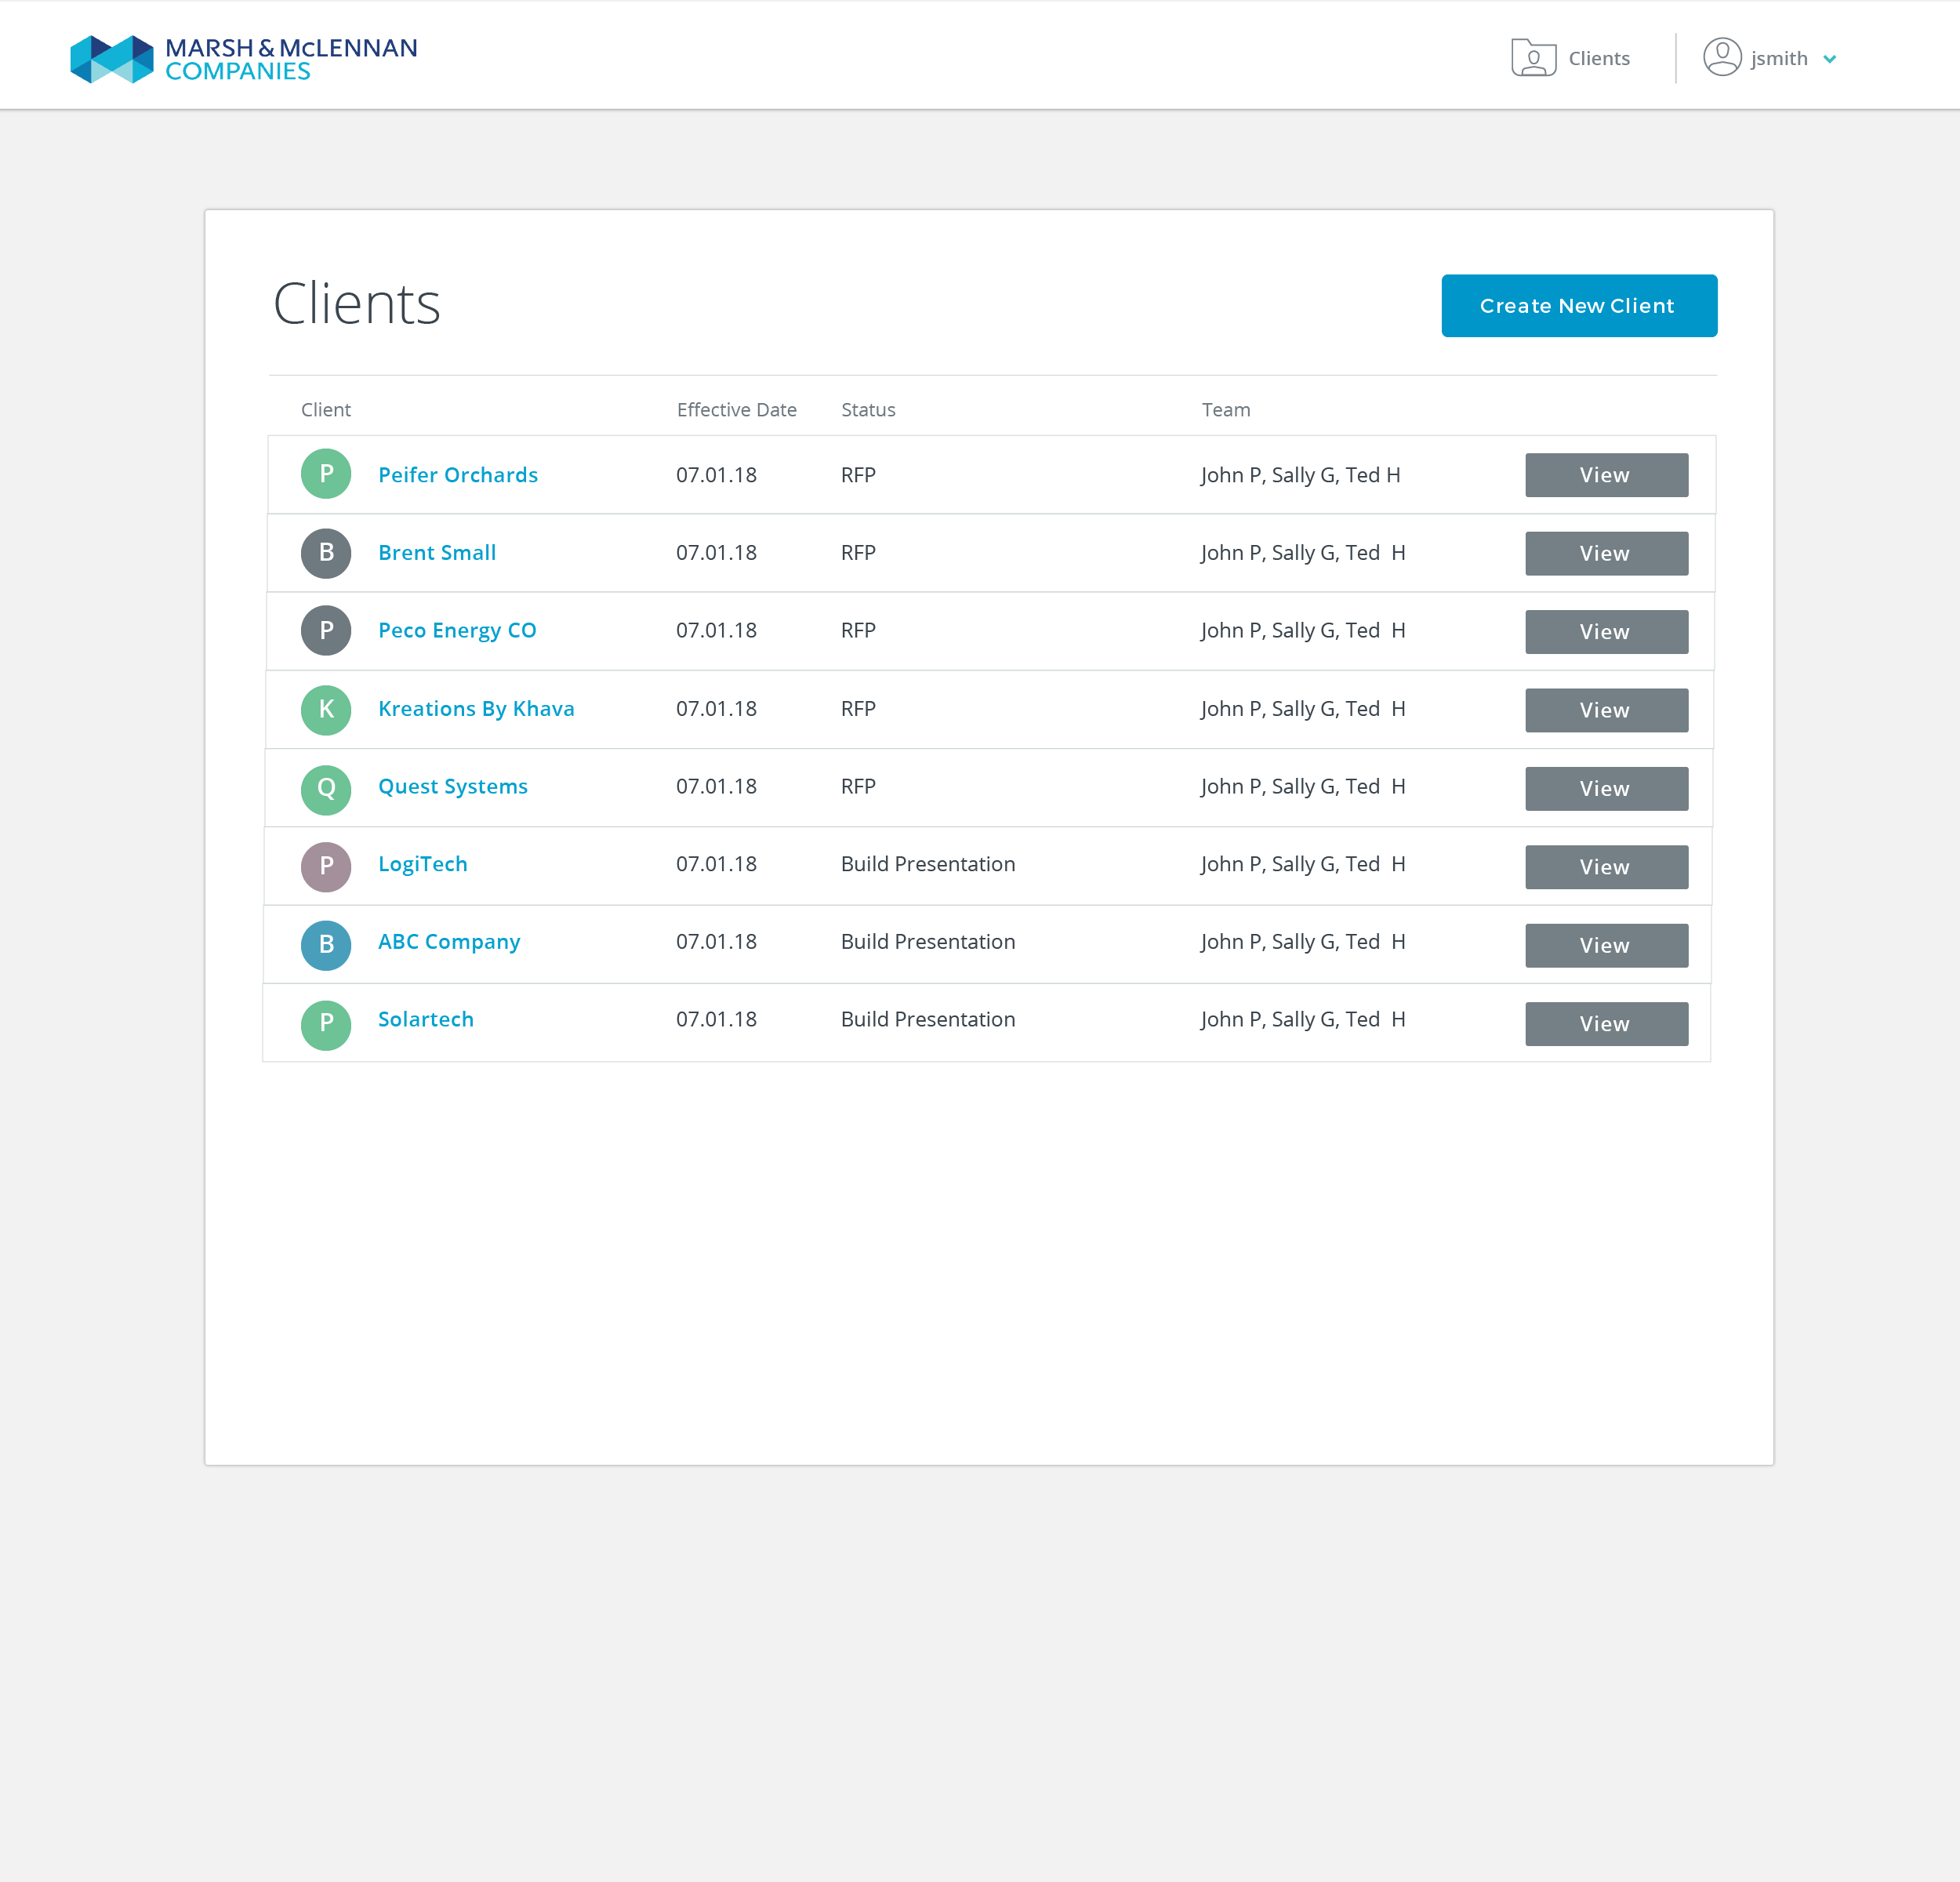 MARSH & McLENNAN
COMPANIES
Clients
jsmith
Clients
Create New Client
Client Effective Date Status Team
P Peifer Orchards 07.01.18 RFP John P, Sally G, Ted H View
B Brent Small 07.01.18 RFP John P, Sally G, Ted  H View
P Peco Energy CO 07.01.18 RFP John P, Sally G, Ted  H View
K Kreations By Khava 07.01.18 RFP John P, Sally G, Ted  H View
Q Quest Systems 07.01.18 RFP John P, Sally G, Ted  H View
P LogiTech 07.01.18 Build Presentation John P, Sally G, Ted  H View
B ABC Company 07.01.18 Build Presentation John P, Sally G, Ted  H View
P Solartech 07.01.18 Build Presentation John P, Sally G, Ted  H View